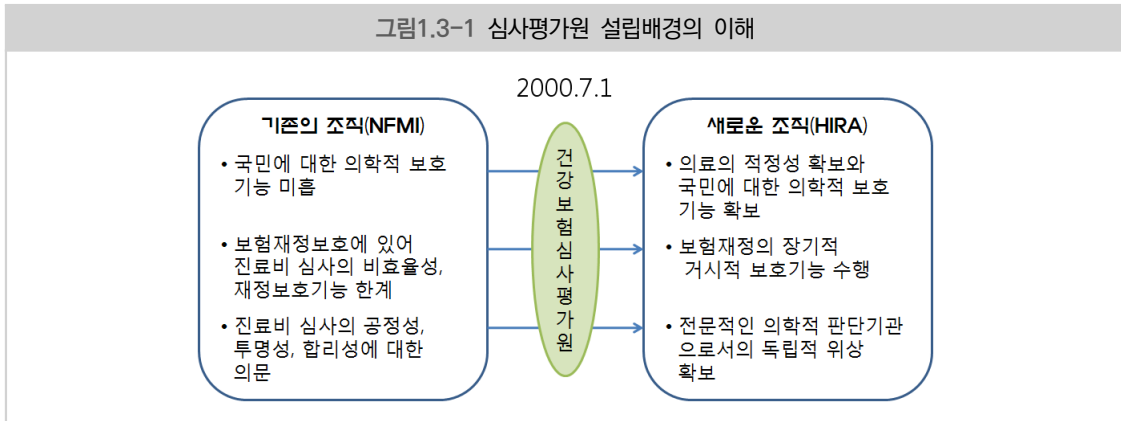 그림1.3-1 심사평가원 설립배경의 이해
2000.7.1
기존의 조직(NFMI)
• 국민에 대한 의학적 보호
기능 미흡
• 보험재정보호에 있어
진료비 심사의 비효율성,
재정보호기능 한계
• 진료비 심사의 공정성,
투명성, 합리성에 대한
의문
건강보험심사평가원
새로운 조직(HIRA)
• 의료의 적정성 확보와
국민에 대한 의학적 보호
기능 확보
• 보험재정의 장기적
거시적 보호기능 수행
• 전문적인 의학적 판단기관
으로서의 독립적 위상
확보